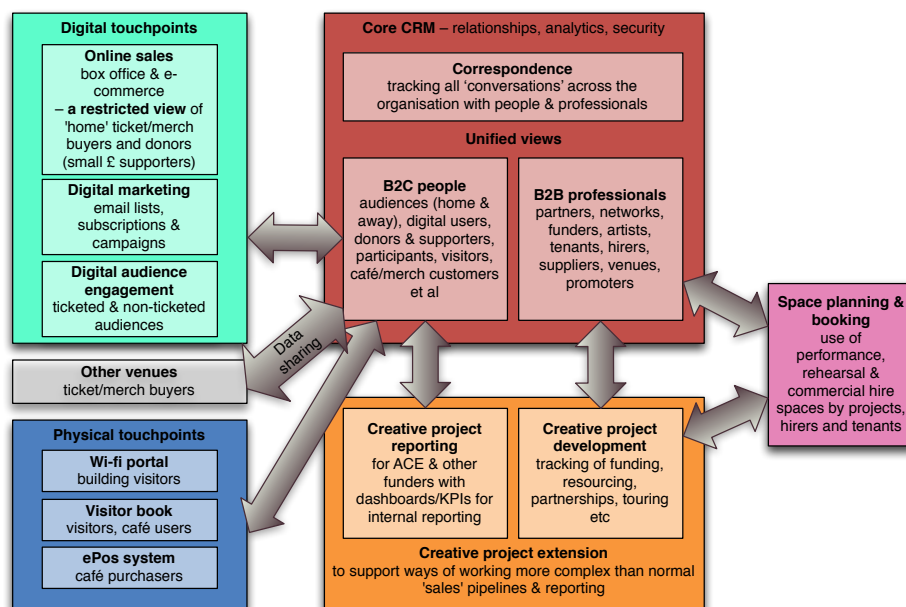 Digital touchpoints
Online sales
box office & e-
commerce
– a restricted view of
'home' ticket/merch
buyers and donors
(small £ supporters)
Digital marketing
email lists,
subscriptions &
campaigns
Digital audience
engagement
ticketed & non-ticketed
audiences
Other venues
ticket/merch buyers
Physical touchpoints
Wi-fi portal
building visitors
Visitor book
visitors, café users
ePos system
café purchasers
Data
sharing
Core CRM – relationships, analytics, security
Correspondence
tracking all ‘conversations’ across the
organisation with people & professionals
Unified views
B2C people
audiences (home &
away), digital users,
donors & supporters,
participants, visitors,
café/merch customers
et al
B2B professionals
partners, networks,
funders, artists,
tenants, hirers,
suppliers, venues,
promoters
Creative project
reporting
for ACE & other
funders with
dashboards/KPIs for
internal reporting
Creative project
development
tracking of funding,
resourcing,
partnerships, touring
etc
Creative project extension
to support ways of working more complex than normal
'sales' pipelines & reporting
Space planning &
booking
use of
performance,
rehearsal &
commercial hire
spaces by projects,
hirers and tenants